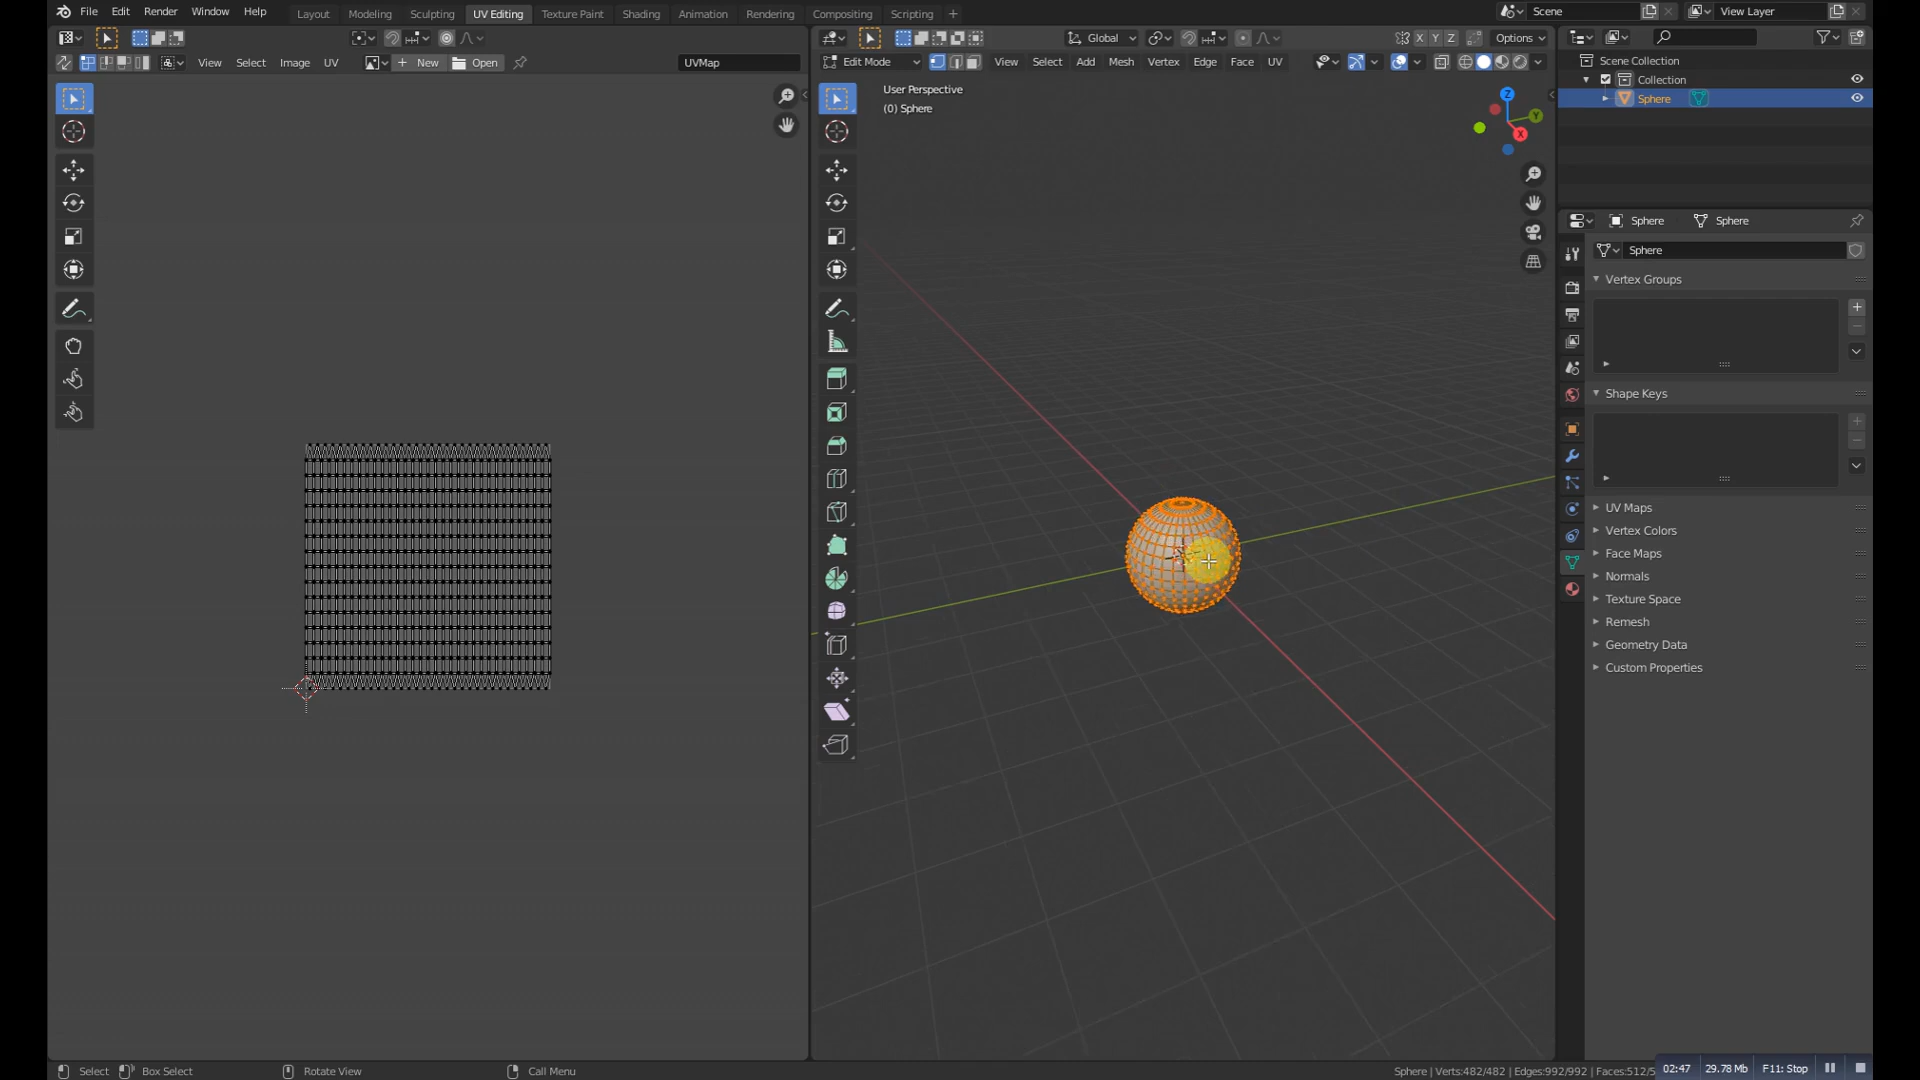 File Edit Render Window Help Layout Modeling Sculpting UV Editing Texture Paint Shading Animation Rendering Compositing Scripting + Scene View Layer
Global X Y Z Options
View Select Image UV New Open UVMap Edit Mode View Select Add Mesh Vertex Edge Face UV
Scene Collection
Collection
Sphere
User Perspective
(0) Sphere
Z
Y
X
Sphere Sphere
Sphere
Vertex Groups
Shape Keys
UV Maps
Vertex Colors
Face Maps
Normals
Texture Space
Remesh
Geometry Data
Custom Properties
Select Box Select Rotate View Call Menu Sphere | Verts:482/482 | Edges:992/992 | Faces:512/5 02:47 29.78 Mb F11: Stop